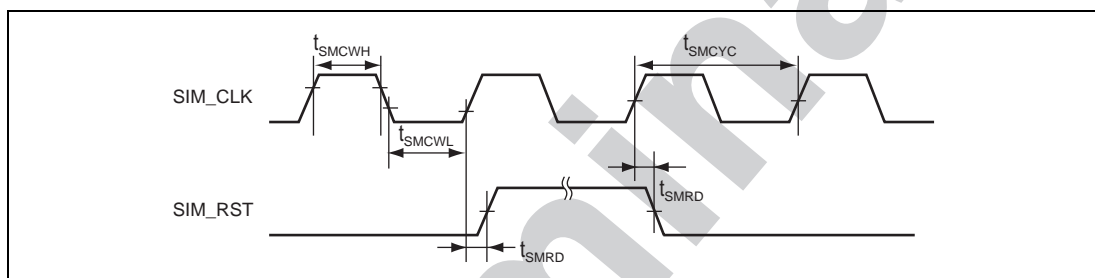 tSMCWH
tSMCYC
SIM_CLK
tSMCWL
tSMRD
SIM_RST
tSMRD